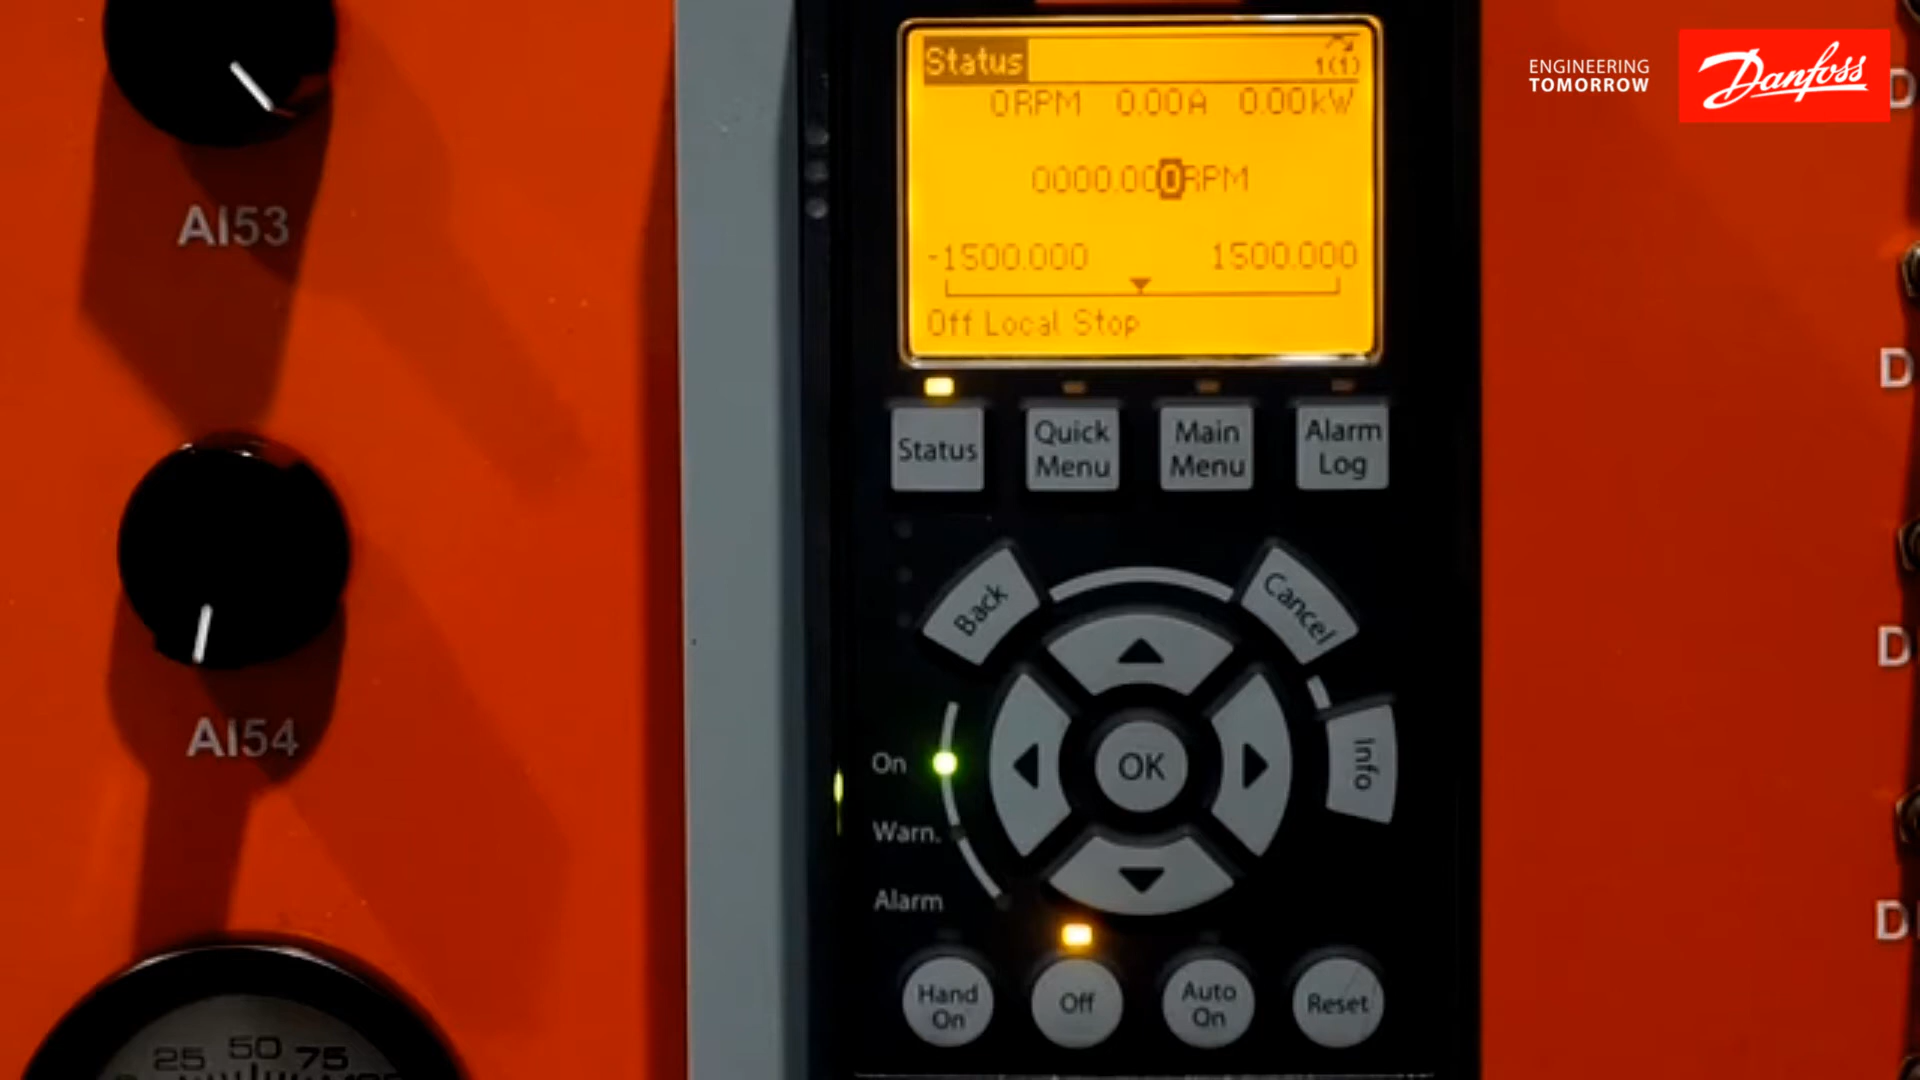 ENGINEERING
TOMORROW
Danfoss
Status
1(1)
0RPM 0.00A 0.00kW
0000.000RPM
-1500.000 1500.000
Off Local Stop
Status
Quick
Menu
Main
Menu
Alarm
Log
Back
Cancel
OK
Info
On
Warn.
Alarm
Hand
On
Off
Auto
On
Reset
AI53
AI54
25 50 75
D
D
D
D